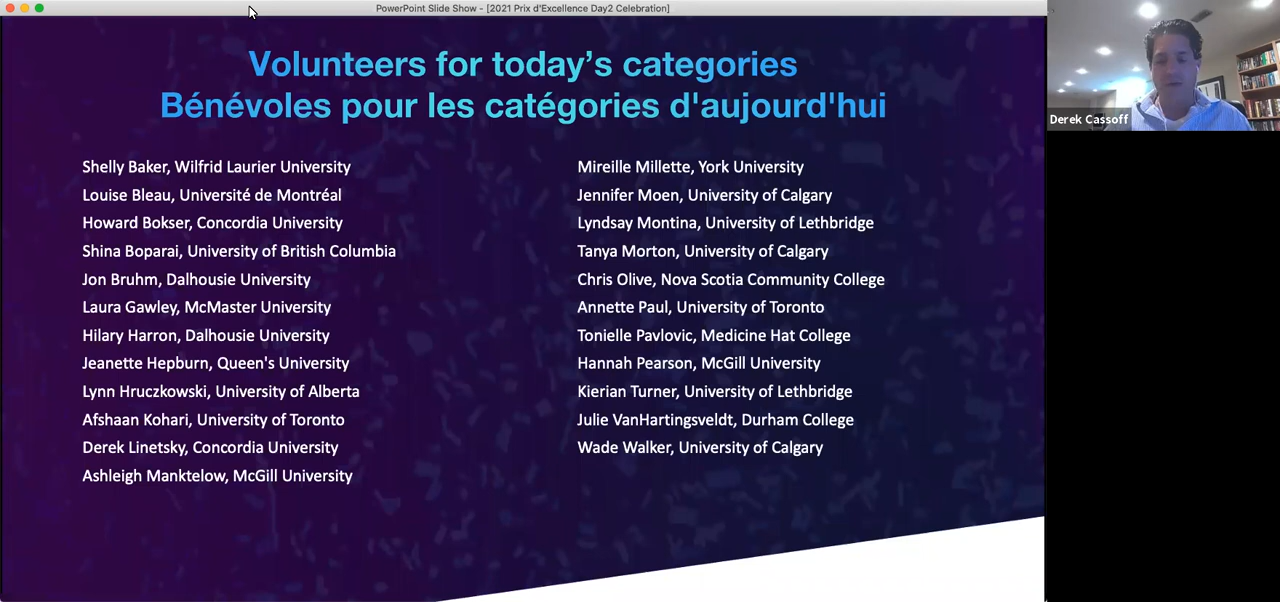 PowerPoint Slide Show - [2021 Prix d'Excellence Day2 Celebration]
Volunteers for today’s categories
Bénévoles pour les catégories d'aujourd'hui
Shelly Baker, Wilfrid Laurier University
Louise Bleau, Université de Montréal
Howard Bokser, Concordia University
Shina Boparai, University of British Columbia
Jon Bruhm, Dalhousie University
Laura Gawley, McMaster University
Hilary Harron, Dalhousie University
Jeanette Hepburn, Queen's University
Lynn Hruczkowski, University of Alberta
Afshaan Kohari, University of Toronto
Derek Linetsky, Concordia University
Ashleigh Manktelow, McGill University
Mireille Millette, York University
Jennifer Moen, University of Calgary
Lyndsay Montina, University of Lethbridge
Tanya Morton, University of Calgary
Chris Olive, Nova Scotia Community College
Annette Paul, University of Toronto
Tonielle Pavlovic, Medicine Hat College
Hannah Pearson, McGill University
Kierian Turner, University of Lethbridge
Julie VanHartingsveldt, Durham College
Wade Walker, University of Calgary
Derek Cassoff